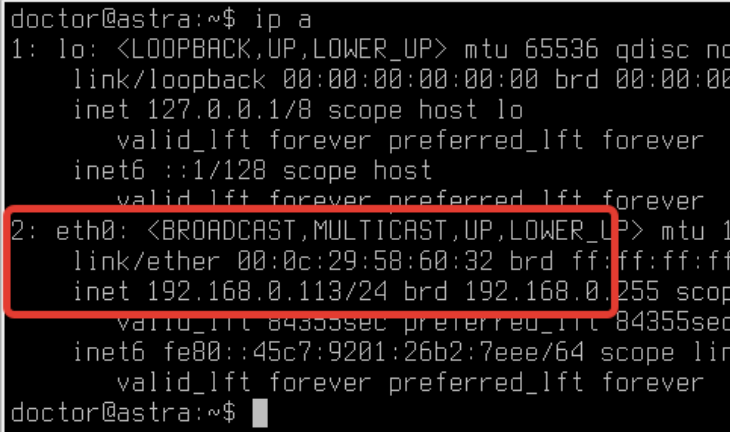 doctor@astra:~$ ip a
1: lo: <LOOPBACK,UP,LOWER_UP> mtu 65536 qdisc no
link/loopback 00:00:00:00:00:00 brd 00:00:00
inet 127.0.0.1/8 scope host lo
valid_lft forever preferred_lft forever
inet6 ::1/128 scope host
valid_lft forever preferred_lft forever
2: eth0: <BROADCAST,MULTICAST,UP,LOWER_UP> mtu 1
link/ether 00:0c:29:58:60:32 brd ff:ff:ff:ff
inet 192.168.0.113/24 brd 192.168.0.255 scop
valid_lft 84355sec preferred_lft 84355sec
inet6 fe80::45c7:9201:26b2:7eee/64 scope lin
valid_lft forever preferred_lft forever
doctor@astra:~$